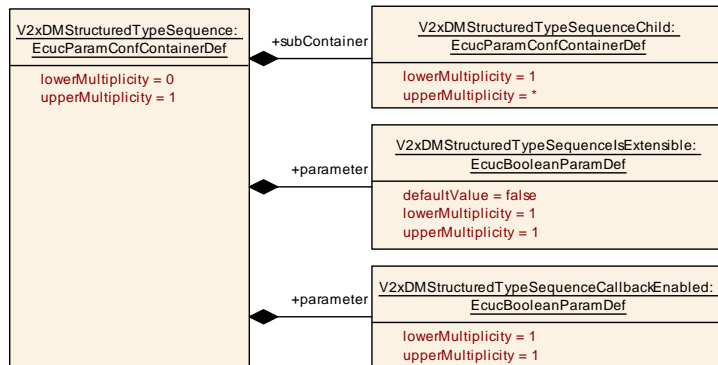 V2xDMStructuredTypeSequence:
EcucParamConfContainerDef
lowerMultiplicity = 0
upperMultiplicity = 1
+subContainer
V2xDMStructuredTypeSequenceChild:
EcucParamConfContainerDef
lowerMultiplicity = 1
upperMultiplicity = *
+parameter
V2xDMStructuredTypeSequenceIsExtensible:
EcucBooleanParamDef
defaultValue = false
lowerMultiplicity = 1
upperMultiplicity = 1
+parameter
V2xDMStructuredTypeSequenceCallbackEnabled:
EcucBooleanParamDef
lowerMultiplicity = 1
upperMultiplicity = 1